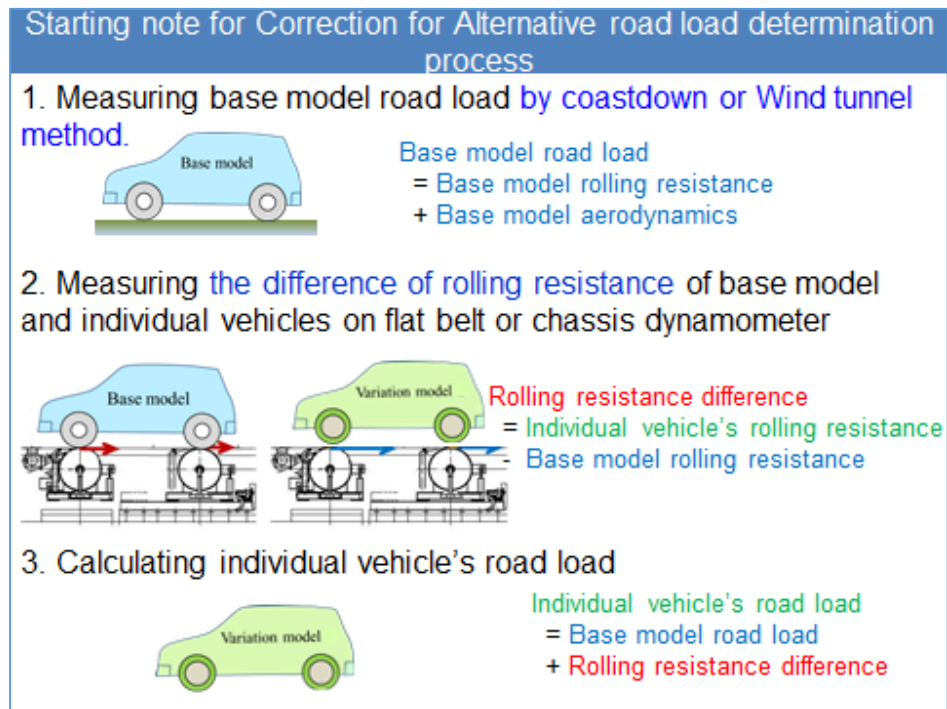 Starting note for Correction for Alternative road load determination
process
1. Measuring base model road load by coastdown or Wind tunnel
method.
Base model
Base model road load
= Base model rolling resistance
+ Base model aerodynamics
2. Measuring the difference of rolling resistance of base model
and individual vehicles on flat belt or chassis dynamometer
Base model
Variation model
Rolling resistance difference
= Individual vehicle's rolling resistance
- Base model rolling resistance
3. Calculating individual vehicle's road load
Variation model
Individual vehicle's road load
= Base model road load
+ Rolling resistance difference